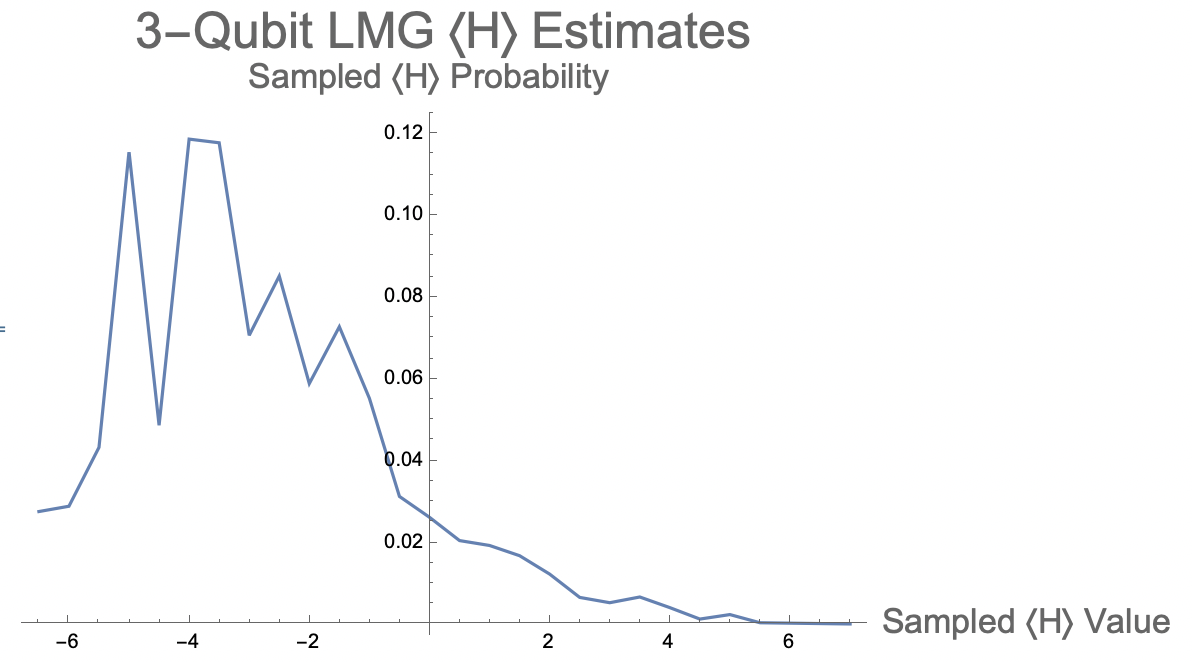 3−Qubit LMG ⟨H⟩ Estimates
Sampled ⟨H⟩ Probability
0.12
0.10
0.08
0.06
0.04
0.02
=
−6 −4 −2 2 4 6
Sampled ⟨H⟩ Value